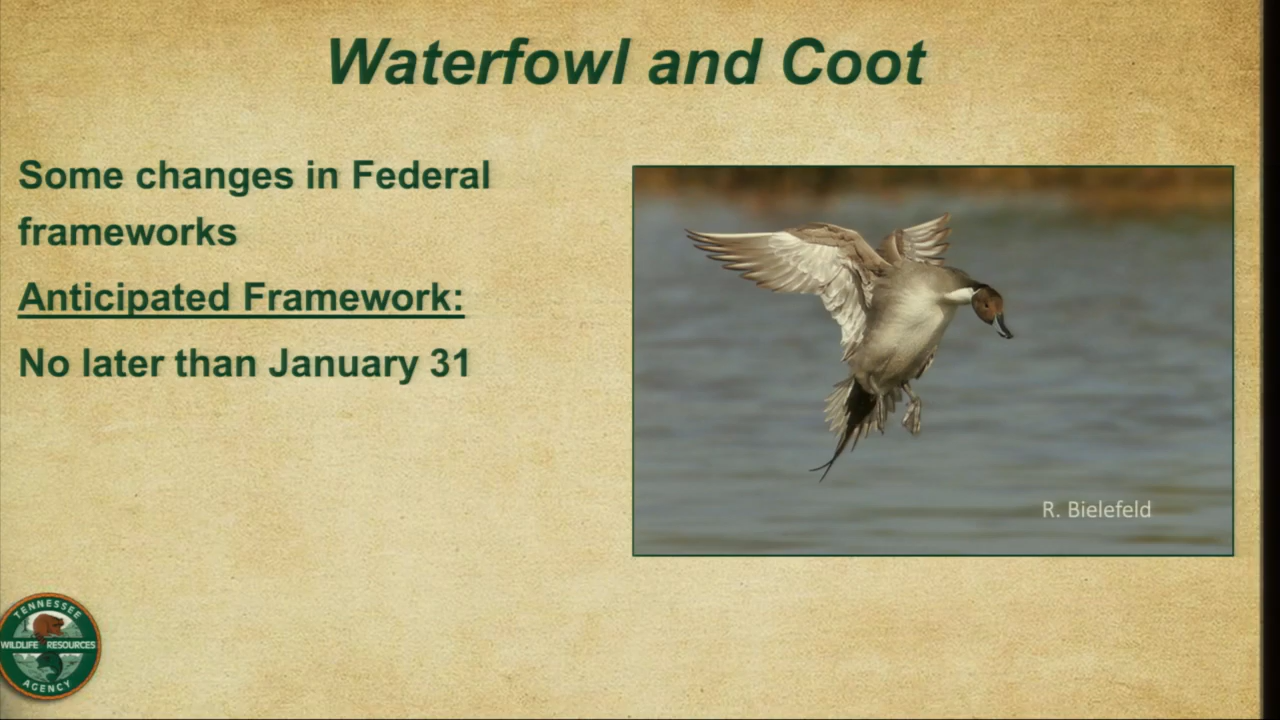 Waterfowl and Coot
Some changes in Federal
frameworks
Anticipated Framework:
No later than January 31
R. Bielefeld
TENNESSEE
WILDLIFE RESOURCES
AGENCY